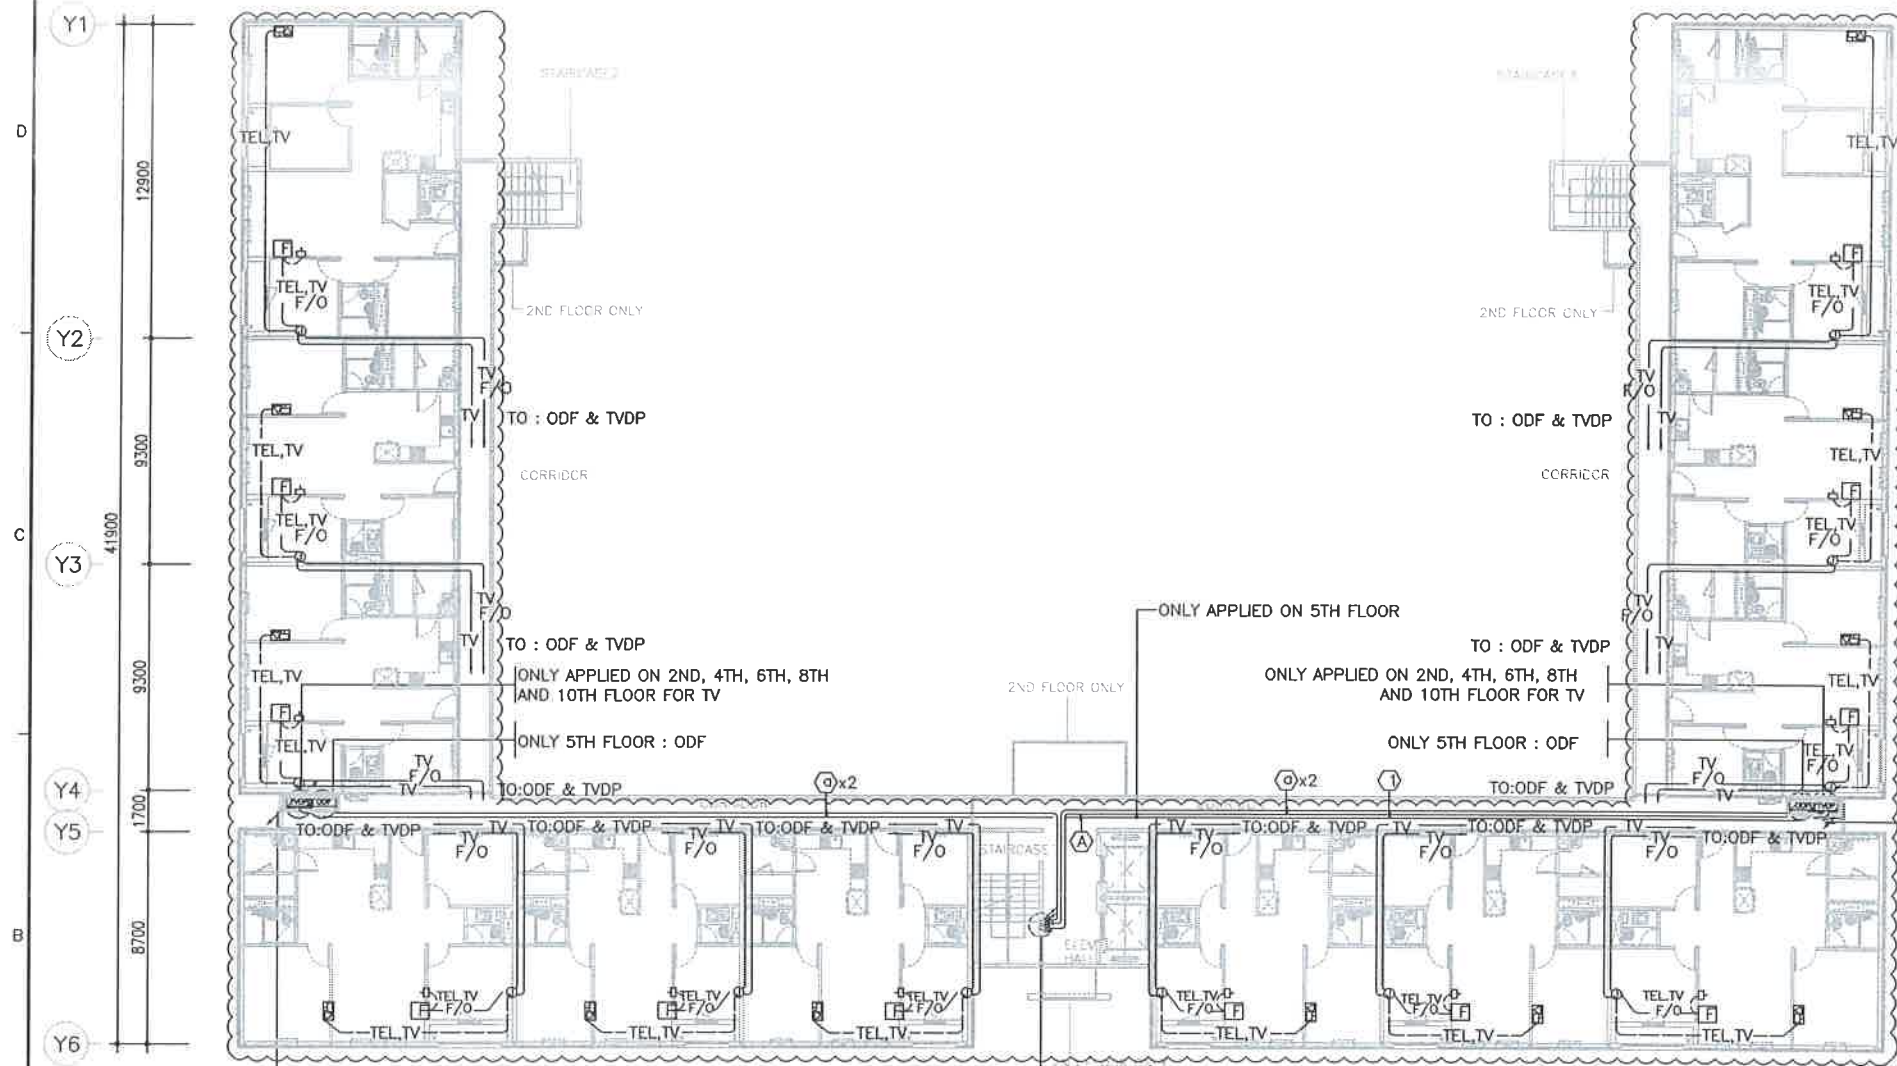 Y1
STAIRCASE
STAIRCASE
D
TEL,TV
TEL,TV
12900
F
F
TEL,TV
F/O
TEL,TV
F/O
2ND FLOOR ONLY
2ND FLOOR ONLY
Y2
TV
F/O
TV
F/O
TV
TO : ODF & TVDP
TO : ODF & TVDP
TV
9300
TEL,TV
TEL,TV
CORRIDOR
CORRIDOR
F
F
TEL,TV
F/O
TEL,TV
F/O
C
41900
Y3
TV
F/O
TV
F/O
ONLY APPLIED ON 5TH FLOOR
TV
TO : ODF & TVDP
TO : ODF & TVDP
TV
9300
TEL,TV
TEL,TV
ONLY APPLIED ON 2ND, 4TH, 6TH, 8TH
AND 10TH FLOOR FOR TV
2ND FLOOR ONLY
ONLY APPLIED ON 2ND, 4TH, 6TH, 8TH
AND 10TH FLOOR FOR TV
F
F
TEL,TV
TEL,TV
F/O
ONLY 5TH FLOOR : ODF
ONLY 5TH FLOOR : ODF
TV
F/O
TV
F/O
Y4
TV
TO:ODF & TVDP
a x2
a x2
1
TO:ODF & TVDP
TV
1700
Y5
TO:ODF & TVDP
TV
TO:ODF & TVDP
TV
TO:ODF & TVDP
TV
A
TV
TO:ODF & TVDP
TV
TO:ODF & TVDP
TV
TO:ODF & TVDP
TV
F/O
TV
F/O
TV
F/O
STAIRCASE
TV
F/O
TV
F/O
TV
F/O
B
8700
HALL
TEL,TV
F/O
TEL,TV
F/O
TEL,TV
F/O
TEL,TV
F/O
TEL,TV
F/O
TEL,TV
F/O
F
F
F
F
F
F
TEL,TV
TEL,TV
TEL,TV
TEL,TV
TEL,TV
TEL,TV
Y6